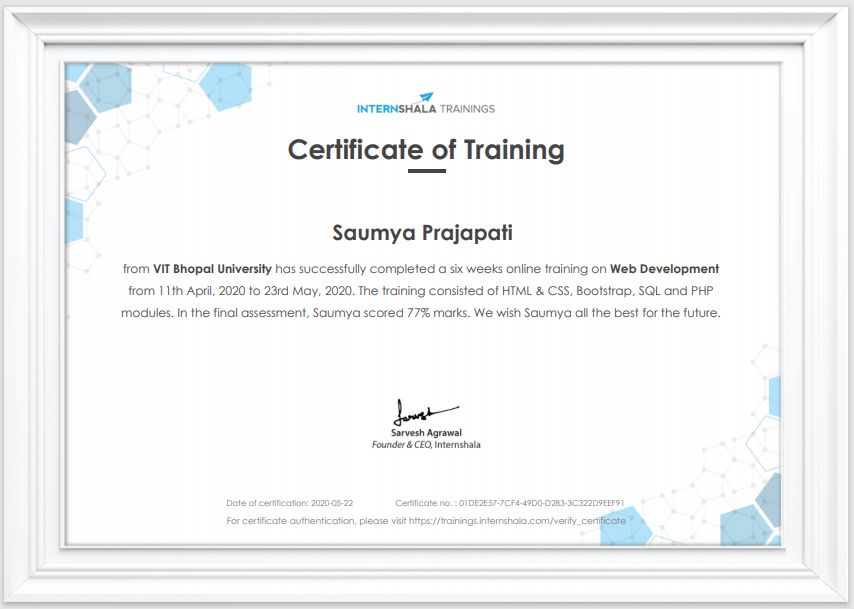 INTERNSHALA TRAININGS
Certificate of Training
Saumya Prajapati
from VIT Bhopal University has successfully completed a six weeks online training on Web Development
from 11th April, 2020 to 23rd May, 2020. The training consisted of HTML & CSS, Bootstrap, SQL and PHP
modules. In the final assessment, Saumya scored 77% marks. We wish Saumya all the best for the future.
Sarvesh
Sarvesh Agrawal
Founder & CEO, Internshala
Date of certification: 2020-05-22 Certificate no. : 01DE2E57-7CF4-49D0-D283-3C322D9EEF91
For certificate authentication, please visit https://trainings.internshala.com/verify_certificate